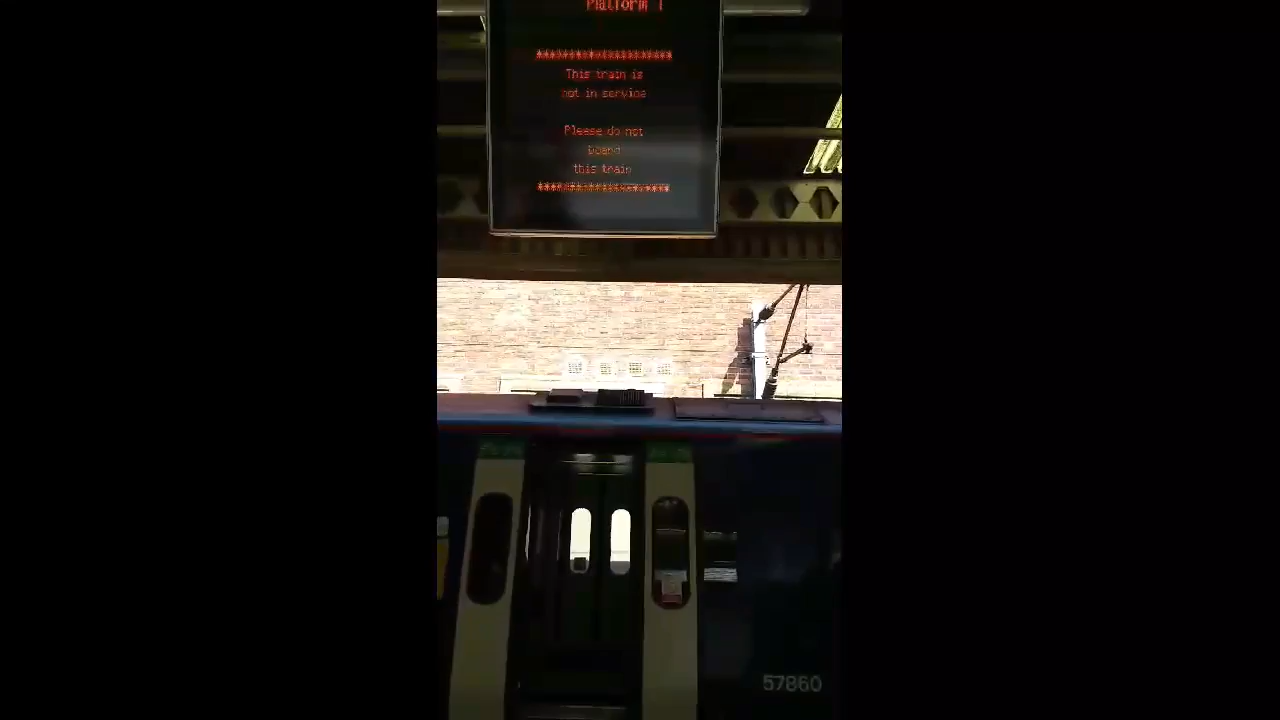 Platform 1
*********************
This train is
not in service
Please do not
board
this train
*********************
57860